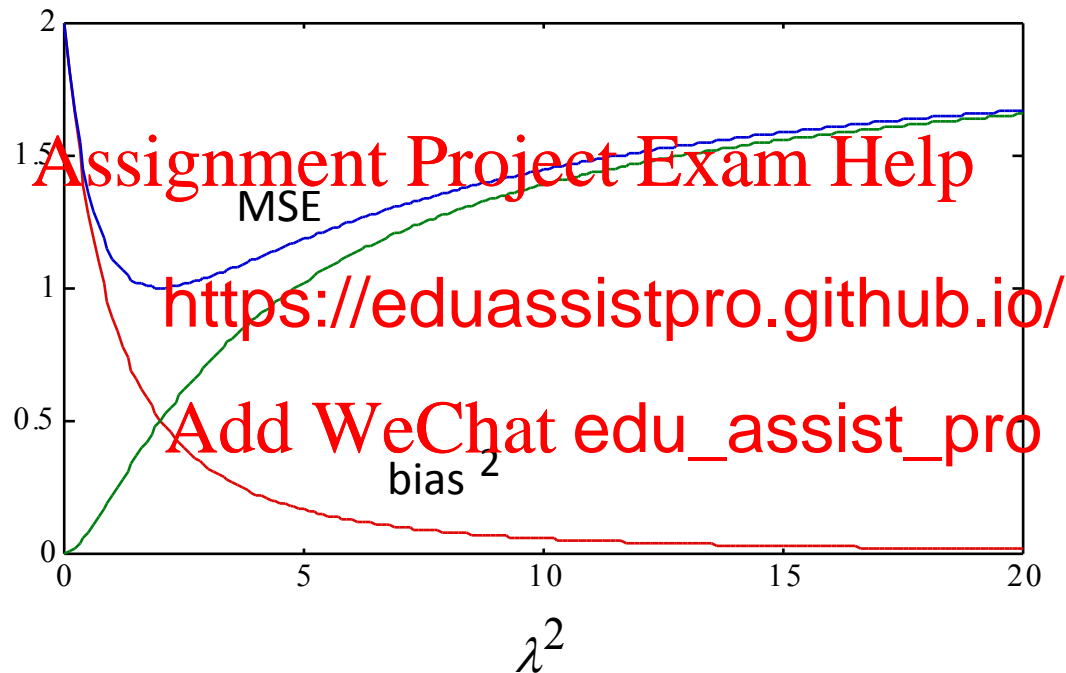 2
1.5
Assignment Project Exam Help
MSE
1
https://eduassistpro.github.io/
0.5
Add WeChat edu_assist_pro
bias 2
0
0 5 10 15 20
λ2